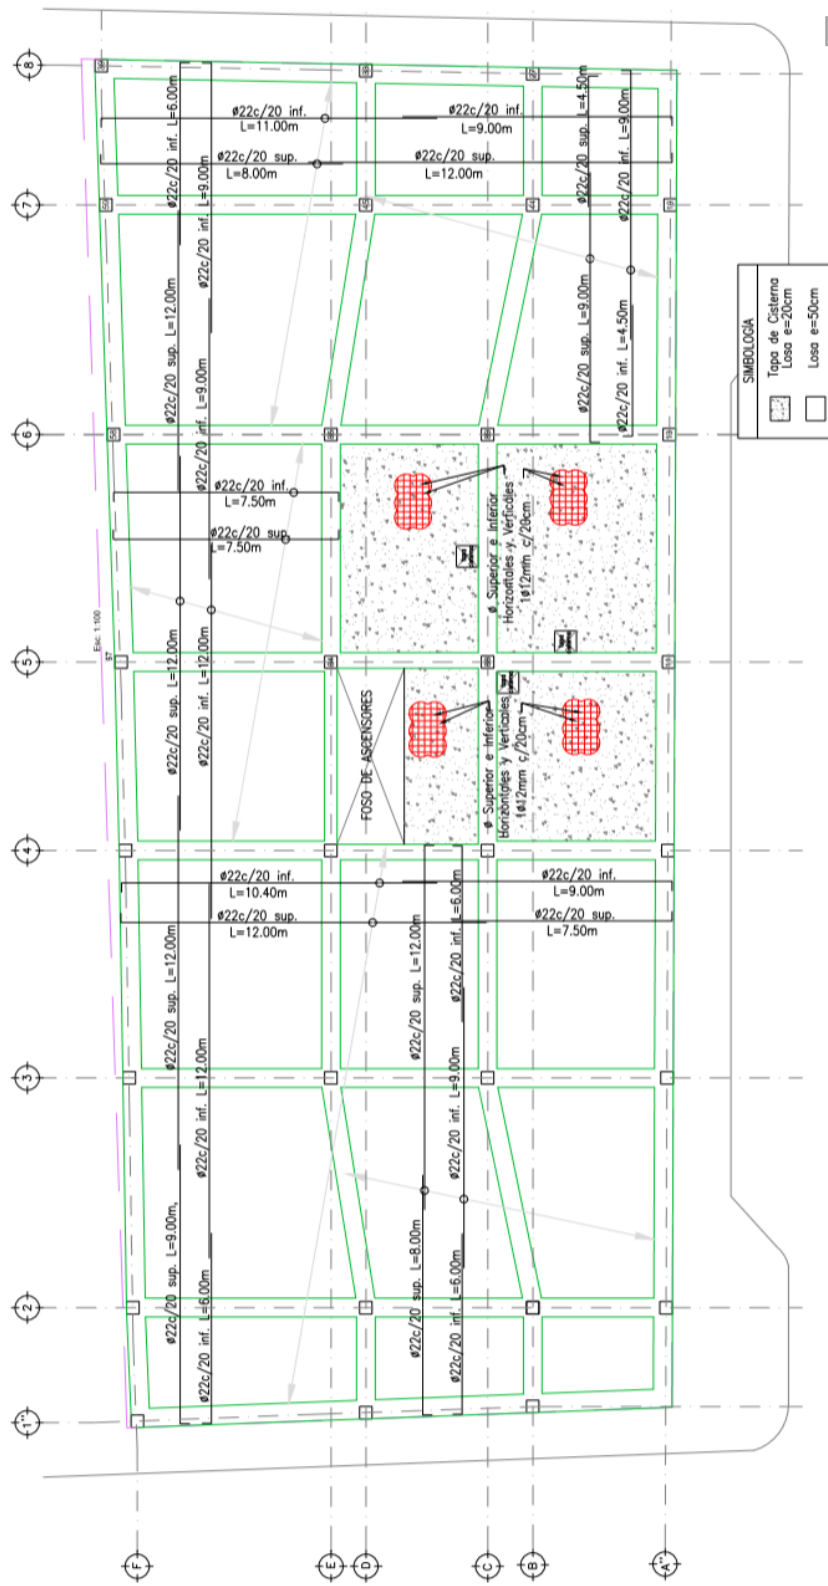 8
7
6
5
4
3
2
1''
F
E
D
C
B
A''
Esc: 1:100
57
ø22c/20 sup. L=9.00m,
ø22c/20 sup. L=12.00m
ø22c/20 sup. L=12.00m
ø22c/20 sup. L=12.00m
ø22c/20 inf. L=6.00m
ø22c/20 inf. L=6.00m
ø22c/20 inf. L=12.00m
ø22c/20 inf. L=12.00m
ø22c/20 inf. L=9.00m
ø22c/20 inf. L=9.00m
ø22c/20 inf.
L=11.00m
ø22c/20 inf.
L=9.00m
ø22c/20 sup.
L=8.00m
ø22c/20 sup.
L=12.00m
ø22c/20 sup. L=9.00m
ø22c/20 sup. L=4.50m
ø22c/20 inf. L=4.50m
ø22c/20 inf. L=9.00m
ø22c/20 inf.
L=7.50m
ø22c/20 sup.
L=7.50m
ø Superior e Inferior
Horizontales y Verticales
1ø12mm c/20cm
FOSO DE ASCENSORES
ø Superior e Inferior
Horizontales y Verticales
1ø12mm c/20cm
ø22c/20 inf.
L=10.40m
ø22c/20 inf.
L=9.00m
ø22c/20 sup.
L=12.00m
ø22c/20 sup.
L=7.50m
ø22c/20 sup. L=8.00m
ø22c/20 sup. L=12.00m
ø22c/20 inf. L=6.00m
ø22c/20 inf. L=9.00m
ø22c/20 inf. L=6.00m
SIMBOLOGÍA
Tapa de Cisterna
Losa e=20cm
Losa e=50cm